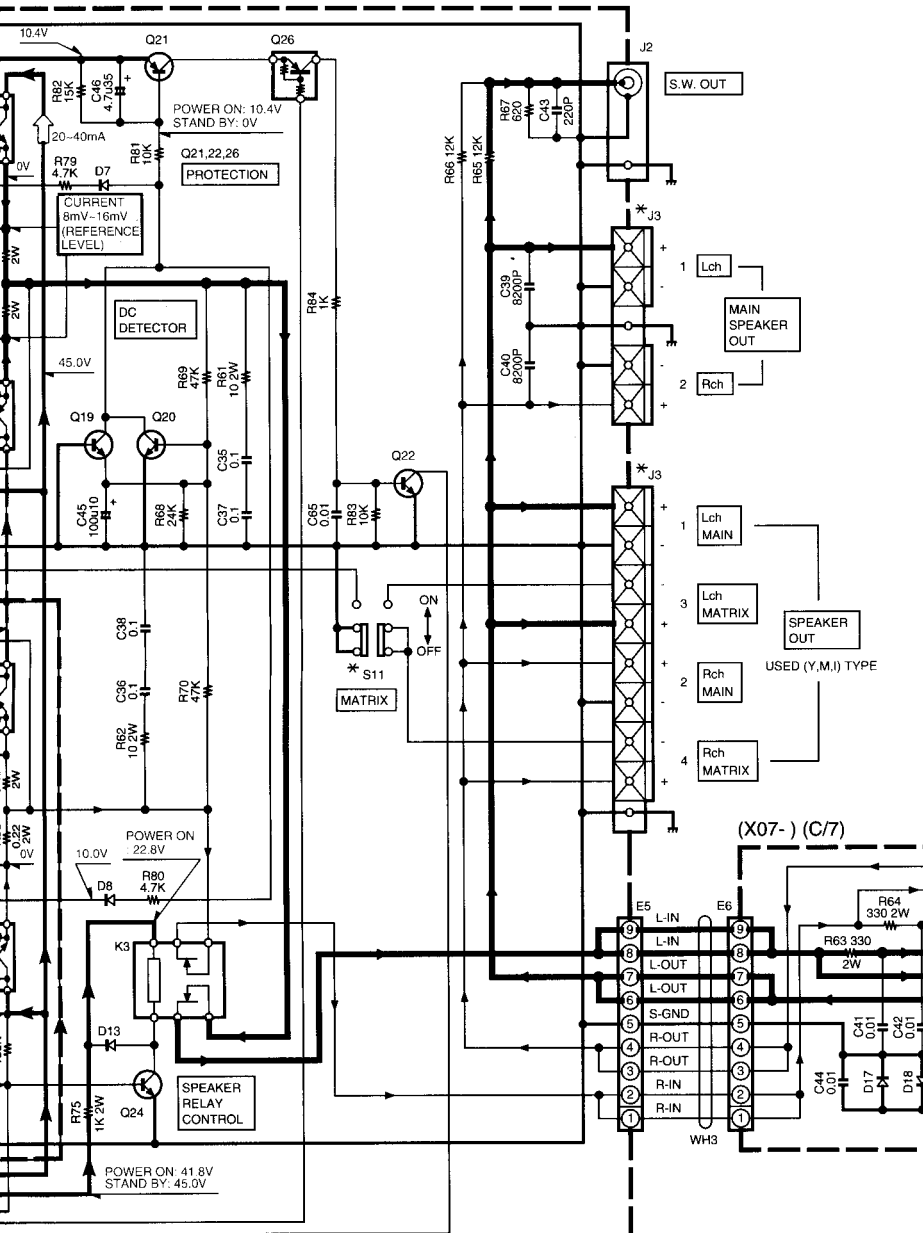 10.4V
Q21
Q26
J2
S.W. OUT
R82
15K
C46
4.7u35
+
POWER ON: 10.4V
STAND BY: 0V
R67
620
C43
220P
20~40mA
R81
10K
Q21,22,26
PROTECTION
R66 12K
R65 12K
0V
R79
4.7K
D7
CURRENT
8mV~16mV
(REFERENCE
LEVEL)
2W
2W
* J3
+
1
Lch
-
MAIN
SPEAKER
OUT
-
2
Rch
+
C39
8200P
C40
8200P
R84
1K
DC
DETECTOR
45.0V
R69
47K
R61
10 2W
Q19
Q20
Q22
C35
0.1
C45
100u10
+
R68
24K
C37
0.1
C65
0.01
R83
10K
* J3
+
1
Lch
MAIN
-
-
3
Lch
MATRIX
+
SPEAKER
OUT
USED (Y,M,I) TYPE
+
2
Rch
MAIN
-
-
4
Rch
MATRIX
+
ON
OFF
* S11
MATRIX
C38
0.1
C36
0.1
R62
10 2W
R70
47K
2W
0.22
2W
0V
10.0V
POWER ON
: 22.8V
D8
R80
4.7K
K3
D13
Q24
R75
1K 2W
SPEAKER
RELAY
CONTROL
POWER ON: 41.8V
STAND BY: 45.0V
(X07- ) (C/7)
E5
E6
9 L-IN 9
8 L-IN 8
7 L-OUT 7
6 L-OUT 6
5 S-GND 5
4 R-OUT 4
3 R-OUT 3
2 R-IN 2
1 R-IN 1
WH3
R64
330 2W
R63 330
2W
C41
0.01
C42
0.01
C44
0.01
D17
D18